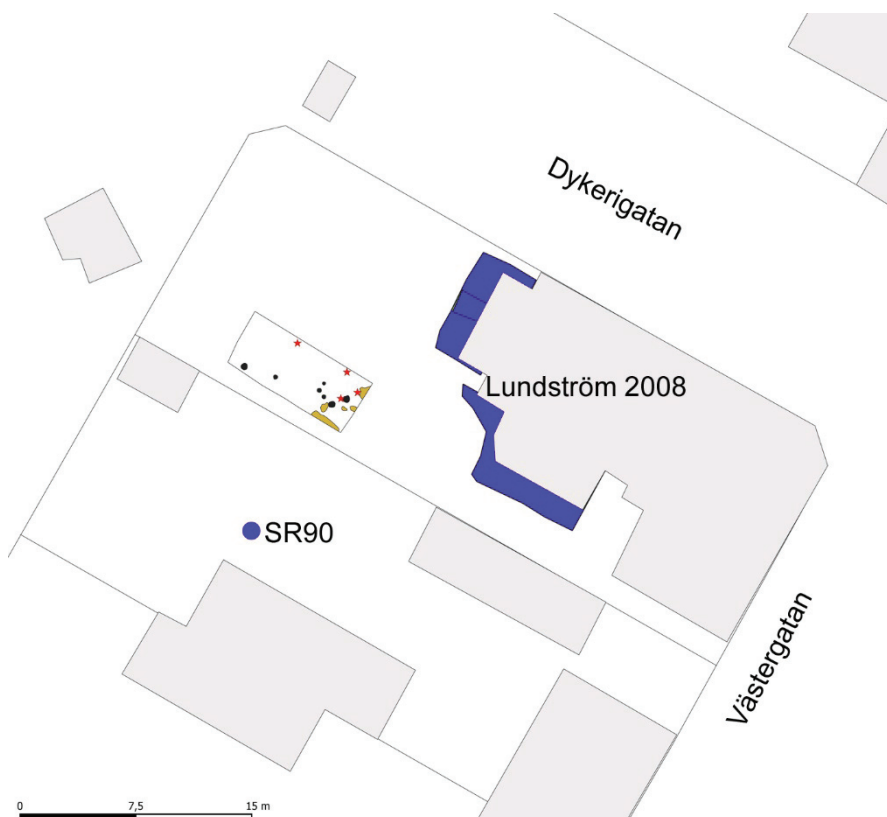 Dykerigatan
Lundström 2008
SR90
Västergatan
0 7,5 15 m